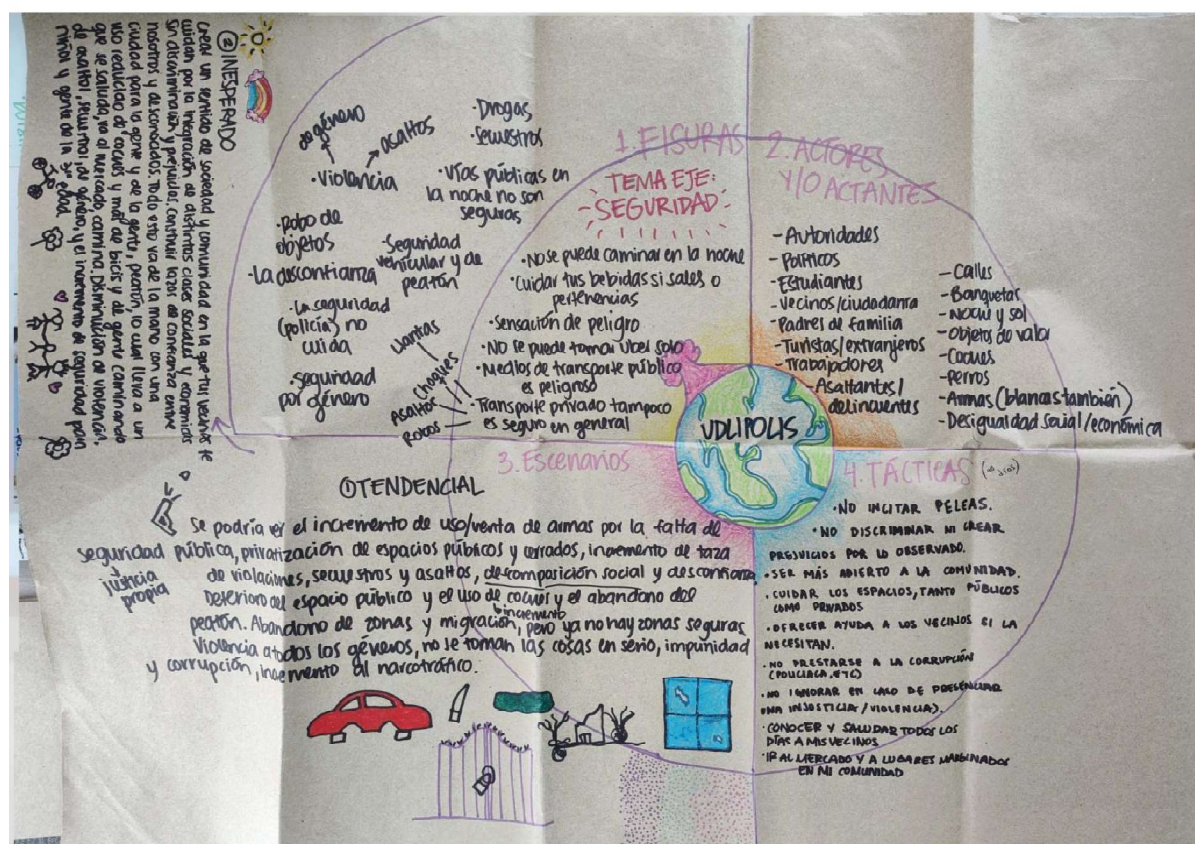 ② INESPERADO
Crear un sentido de sociedad y comunidad en la que tus vecinos te
cuidan por la integración de distintas clases sociales y económicas
sin discriminación y prejuicios, construir lazos de confianza entre
nosotros y desconocidos. Todo esto va de la mano con una
ciudad para la gente y de la gente, peatón, lo cual lleva a un
uso reducido de coches y más de bicis y de gente caminando
que se saluda, va al mercado, camina. Disminución de violencia,
de asaltos, secuestros, género, y el incremento de seguridad para
niños y gente de la 3ª edad.
1. FIGURAS
TEMA EJE:
SEGURIDAD.
de género
asaltos
·Violencia
·Drogas
·Secuestros
·Vías públicas en
la noche no son
seguras
·Robo de
objetos
·Seguridad
vehicular y de
peatón
-La desconfianza
·La seguridad
(policía) no
cuida
·seguridad
por género
·No se puede caminar en la noche
·Cuidar tus bebidas si sales o
pertenencias
·Sensación de peligro
·NO se puede tomar Uber solo
·Medios de transporte público
es peligroso
·Transporte privado tampoco
es seguro en general
Llantas
choques
Asaltos
Robos
2. ACTORES
Y/O ACTANTES
-Autoridades
-Políticos
-Estudiantes
-Vecinos/ciudadanía
-Padres de familia
-Turistas/extranjeros
-Trabajadores
-Asaltantes/
delincuentes
-Calles
-Banquetas
-Noche y sol
-Objetos de valor
-Coches
-Perros
-Armas (blancas también)
-Desigualdad social/económica
UDLIPOLIS
3. Escenarios
①TENDENCIAL
Se podría ver el incremento de uso/venta de armas por la falta de
seguridad pública, privatización de espacios públicos y cerrados, incremento de taza
justicia
propia
de violaciones, secuestros y asaltos, descomposición social y desconfianza,
Deterioro del espacio público y el uso de coches y el abandono del
incremento
peatón. Abandono de zonas y migración, pero ya no hay zonas seguras
Violencia a todos los géneros, no se toman las cosas en serio, impunidad
y corrupción, incremento al narcotráfico.
4. TÁCTICAS
·NO INCITAR PELEAS.
·NO DISCRIMINAR NI CREAR
PREJUICIOS POR LO OBSERVADO.
·SER MÁS ABIERTO A LA COMUNIDAD.
·CUIDAR LOS ESPACIOS, TANTO PÚBLICOS
COMO PRIVADOS
·OFRECER AYUDA A LOS VECINOS SI LA
NECESITAN.
·NO PRESTARSE A LA CORRUPCIÓN
(POLICIACA, ETC)
·NO IGNORAR EN CASO DE PRESENCIAR
UNA INJUSTICIA/VIOLENCIA).
·CONOCER Y SALUDAR TODOS LOS
DÍAS A MIS VECINOS
·IR AL MERCADO Y A LUGARES MARGINADOS
EN MI COMUNIDAD